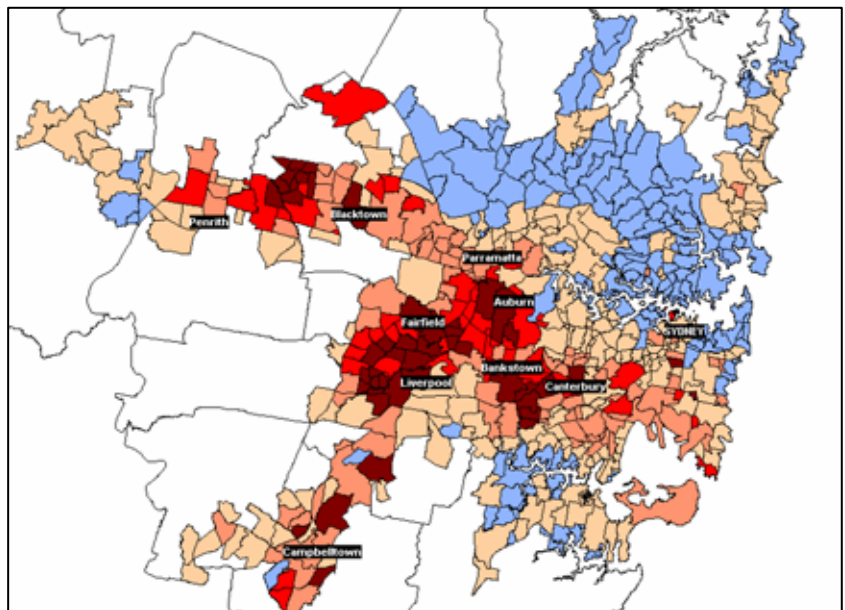 Penrith
Blacktown
Parramatta
Auburn
Fairfield
SYDNEY
Bankstown
Liverpool
Canterbury
Campbelltown